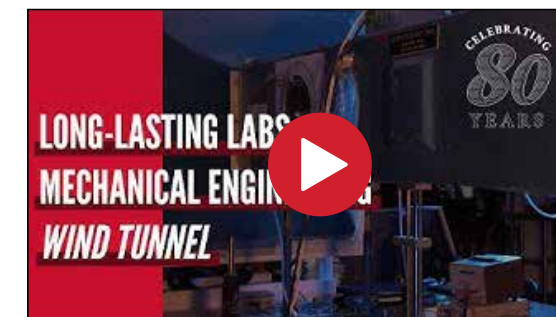 CELEBRATING
80
YEARS
LONG-LASTING LABS
MECHANICAL
WIND TUNNEL